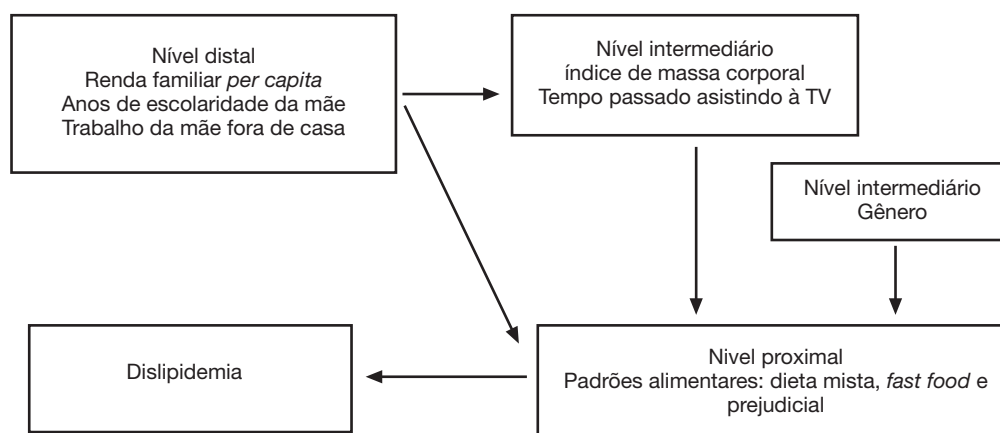 Nível distal
Renda familiar per capita
Anos de escolaridade da mãe
Trabalho da mãe fora de casa
Nível intermediário
índice de massa corporal
Tempo passado asistindo à TV
Nível intermediário
Gênero
Dislipidemia
Nivel proximal
Padrões alimentares: dieta mista, fast food e
prejudicial